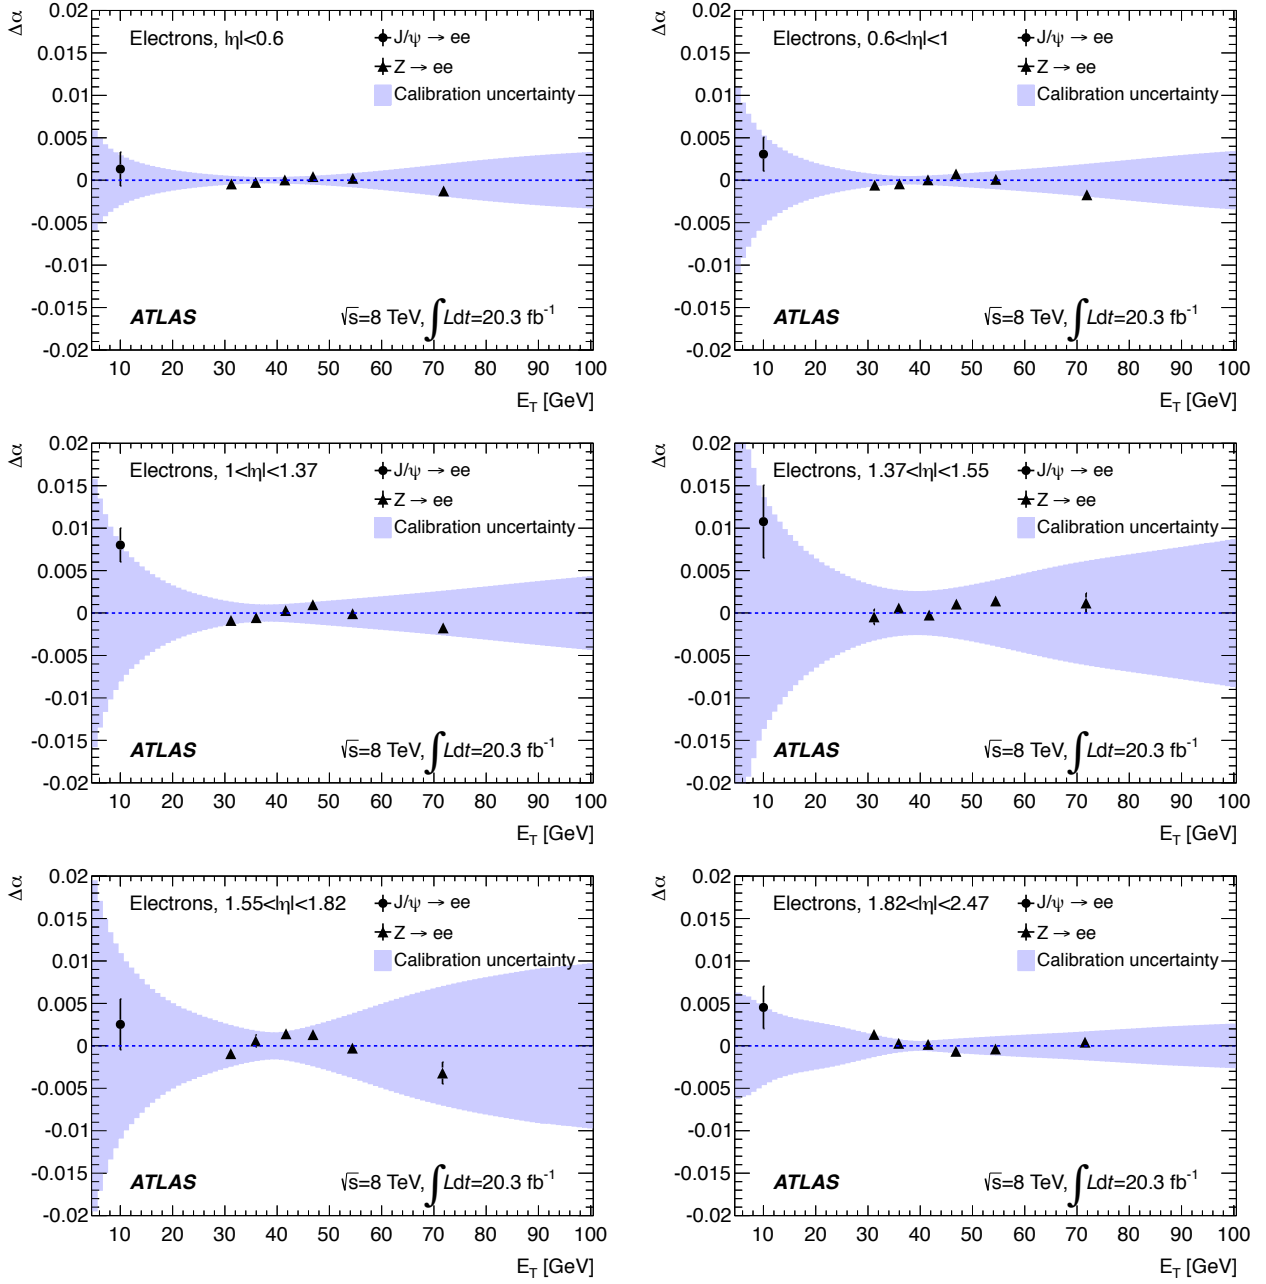 Δα
0.02
0.015
0.01
0.005
0
-0.005
-0.01
-0.015
-0.02
Electrons, |η|<0.6
J/ψ → ee
Z → ee
Calibration uncertainty
ATLAS
√s=8 TeV, ∫Ldt=20.3 fb⁻¹
10 20 30 40 50 60 70 80 90 100
E_T [GeV]
Δα
0.02
0.015
0.01
0.005
0
-0.005
-0.01
-0.015
-0.02
Electrons, 0.6<|η|<1
J/ψ → ee
Z → ee
Calibration uncertainty
ATLAS
√s=8 TeV, ∫Ldt=20.3 fb⁻¹
10 20 30 40 50 60 70 80 90 100
E_T [GeV]
Δα
0.02
0.015
0.01
0.005
0
-0.005
-0.01
-0.015
-0.02
Electrons, 1<|η|<1.37
J/ψ → ee
Z → ee
Calibration uncertainty
ATLAS
√s=8 TeV, ∫Ldt=20.3 fb⁻¹
10 20 30 40 50 60 70 80 90 100
E_T [GeV]
Δα
0.02
0.015
0.01
0.005
0
-0.005
-0.01
-0.015
-0.02
Electrons, 1.37<|η|<1.55
J/ψ → ee
Z → ee
Calibration uncertainty
ATLAS
√s=8 TeV, ∫Ldt=20.3 fb⁻¹
10 20 30 40 50 60 70 80 90 100
E_T [GeV]
Δα
0.02
0.015
0.01
0.005
0
-0.005
-0.01
-0.015
-0.02
Electrons, 1.55<|η|<1.82
J/ψ → ee
Z → ee
Calibration uncertainty
ATLAS
√s=8 TeV, ∫Ldt=20.3 fb⁻¹
10 20 30 40 50 60 70 80 90 100
E_T [GeV]
Δα
0.02
0.015
0.01
0.005
0
-0.005
-0.01
-0.015
-0.02
Electrons, 1.82<|η|<2.47
J/ψ → ee
Z → ee
Calibration uncertainty
ATLAS
√s=8 TeV, ∫Ldt=20.3 fb⁻¹
10 20 30 40 50 60 70 80 90 100
E_T [GeV]